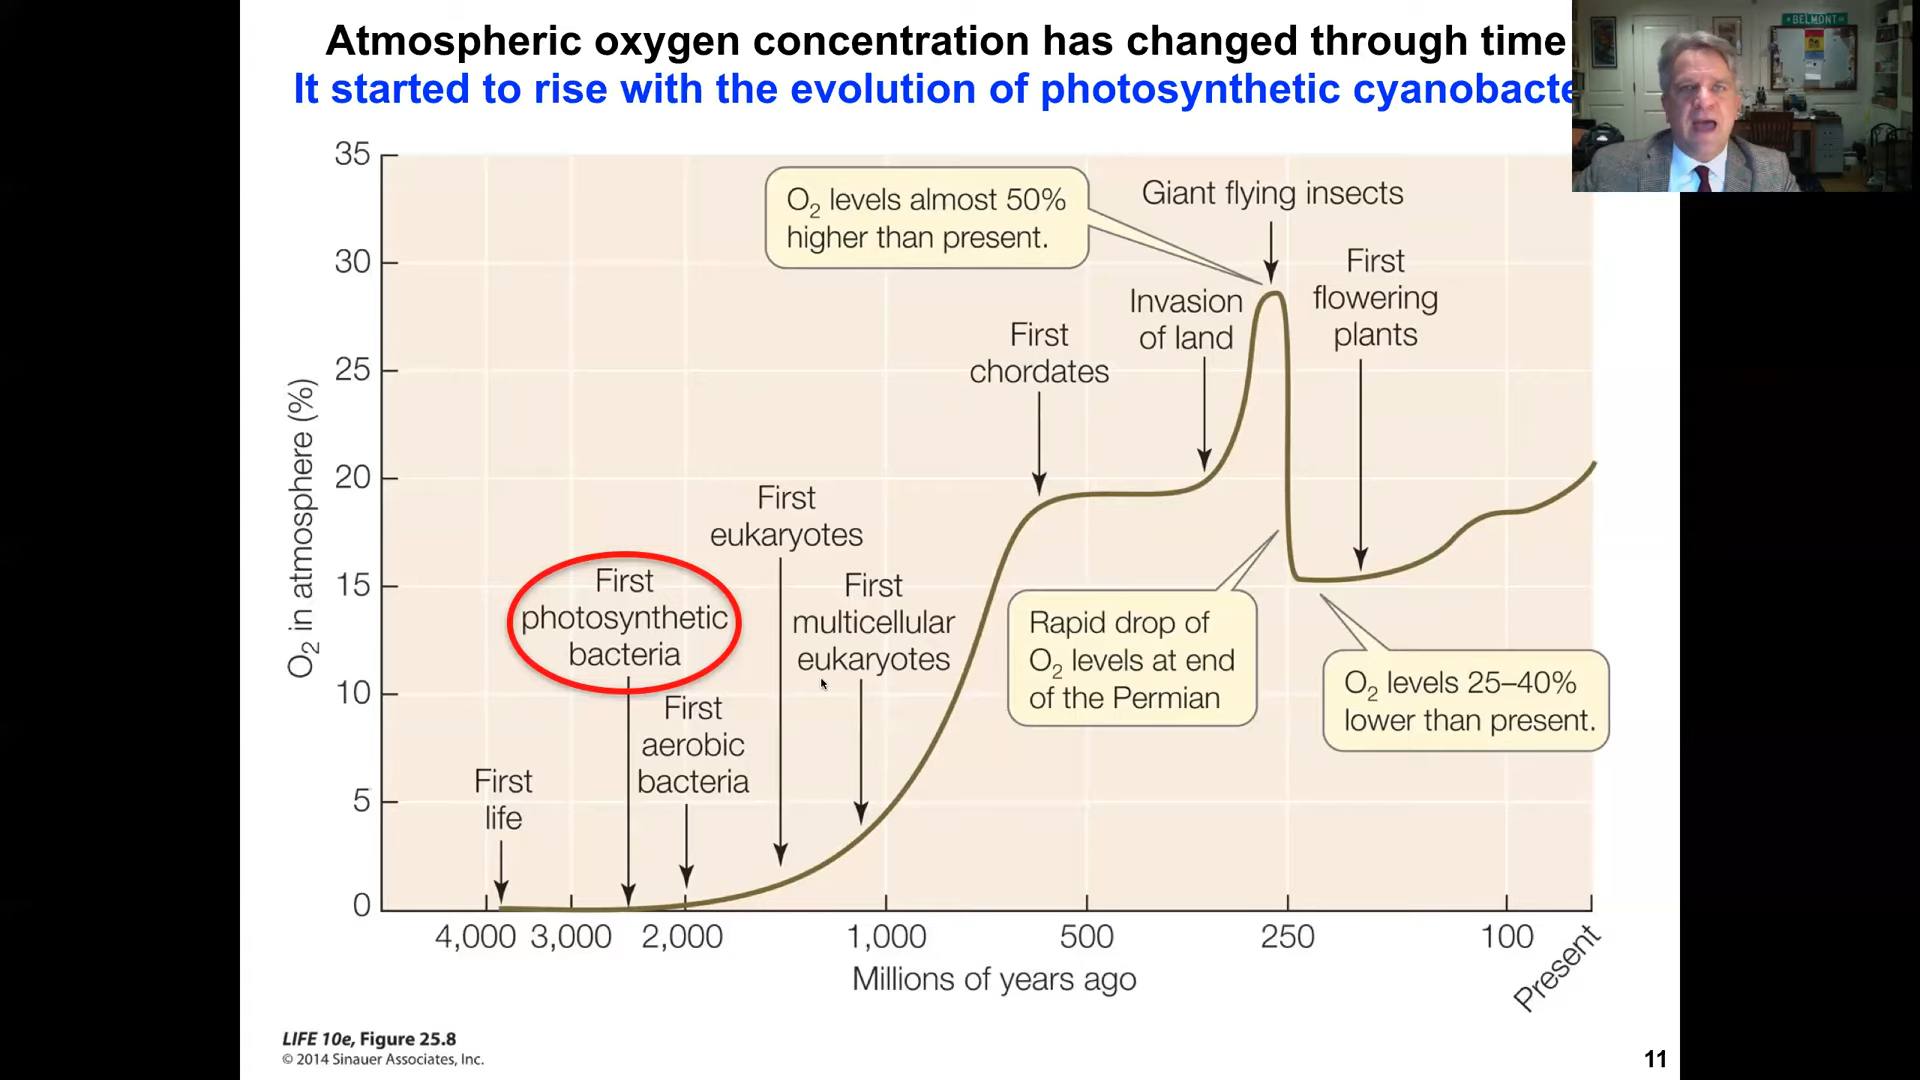 Atmospheric oxygen concentration has changed through time
It started to rise with the evolution of photosynthetic
BELMONT
35
30
25
20
15
10
5
0
O2 in atmosphere (%)
O2 levels almost 50%
higher than present.
Giant flying insects
First
flowering
plants
Invasion
of land
First
chordates
First
eukaryotes
First
photosynthetic
bacteria
First
multicellular
eukaryotes
First
aerobic
bacteria
First
life
Rapid drop of
O2 levels at end
of the Permian
O2 levels 25–40%
lower than present.
4,000 3,000 2,000 1,000 500 250 100 Present
Millions of years ago
LIFE 10e, Figure 25.8
© 2014 Sinauer Associates, Inc.
11